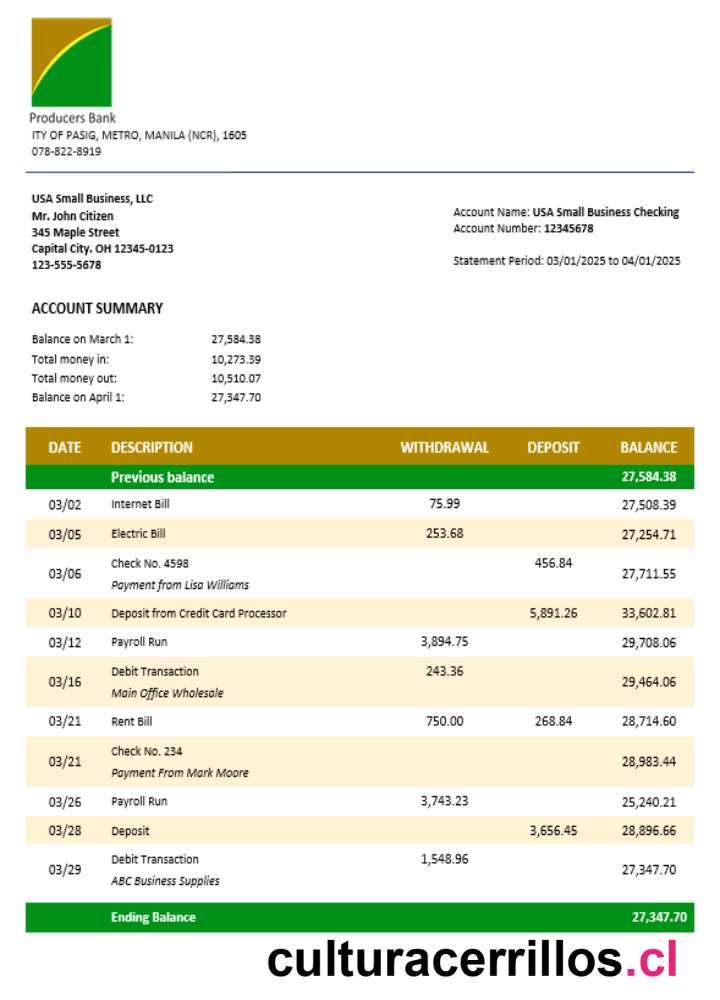 Producers Bank
ITY OF PASIG, METRO, MANILA (NCR), 1605
078-822-8919
USA Small Business, LLC
Mr. John Citizen
345 Maple Street
Capital City. OH 12345-0123
123-555-5678
Account Name: USA Small Business Checking
Account Number: 12345678
Statement Period: 03/01/2025 to 04/01/2025
ACCOUNT SUMMARY
Balance on March 1: 27,584.38
Total money in: 10,273.39
Total money out: 10,510.07
Balance on April 1: 27,347.70
DATE DESCRIPTION WITHDRAWAL DEPOSIT BALANCE
Previous balance 27,584.38
03/02 Internet Bill 75.99 27,508.39
03/05 Electric Bill 253.68 27,254.71
03/06 Check No. 4598 456.84 27,711.55
Payment from Lisa Williams
03/10 Deposit from Credit Card Processor 5,891.26 33,602.81
03/12 Payroll Run 3,894.75 29,708.06
03/16 Debit Transaction 243.36 29,464.06
Main Office Wholesale
03/21 Rent Bill 750.00 268.84 28,714.60
03/21 Check No. 234 28,983.44
Payment From Mark Moore
03/26 Payroll Run 3,743.23 25,240.21
03/28 Deposit 3,656.45 28,896.66
03/29 Debit Transaction 1,548.96 27,347.70
ABC Business Supplies
Ending Balance 27,347.70
culturacerrillos.cl